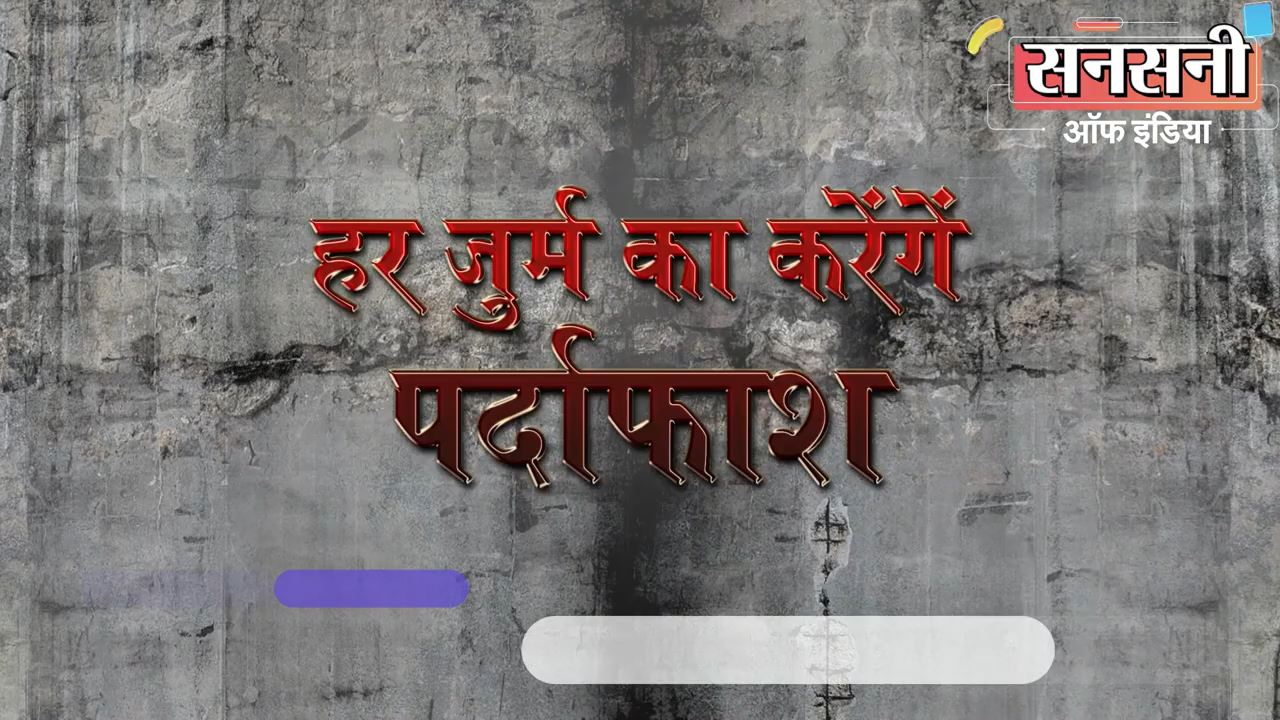 सनसनी
ऑफ इंडिया
हर जुर्म का करेंगें
पर्दाफाश